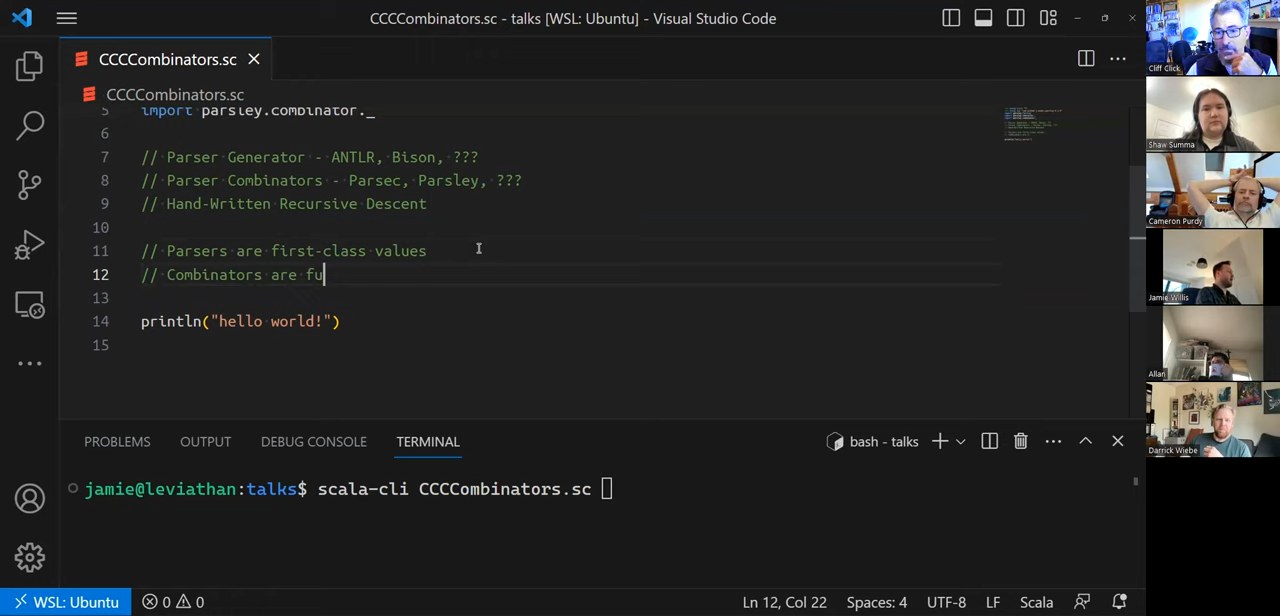 CCCCombinators.sc - talks [WSL: Ubuntu] - Visual Studio Code
CCCCombinators.sc
CCCCombinators.sc
5 import parsley.combinator._
6
7 // Parser Generator - ANTLR, Bison, ???
8 // Parser Combinators - Parsec, Parsley, ???
9 // Hand-Written Recursive Descent
10
11 // Parsers are first-class values
12 // Combinators are fu
13
14 println("hello world!")
15
PROBLEMS OUTPUT DEBUG CONSOLE TERMINAL bash - talks
jamie@leviathan:talks$ scala-cli CCCCombinators.sc
WSL: Ubuntu 0 0 Ln 12, Col 22 Spaces: 4 UTF-8 LF Scala
Cliff Click
Shaw Summa
Cameron Purdy
Jamie Willis
Allan
Darrick Wiebe